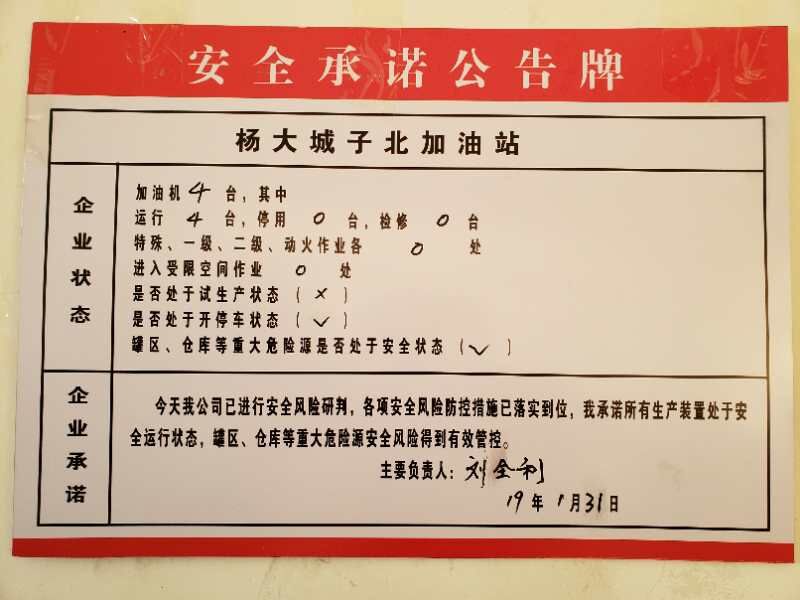 安全承诺公告牌
杨大城子北加油站
企业状态
加油机 4 台，其中
运行 4 台，停用 0 台，检修 0 台
特殊、一级、二级、动火作业各 0 处
进入受限空间作业 0 处
是否处于试生产状态（ × ）
是否处于开停车状态（ ✓ ）
罐区、仓库等重大危险源是否处于安全状态（ ✓ ）
企业承诺
今天我公司已进行安全风险研判，各项安全风险防控措施已落实到位，我承诺所有生产装置处于安
全运行状态，罐区、仓库等重大危险源安全风险得到有效管控。
主要负责人：刘全利
19 年 1 月 31 日